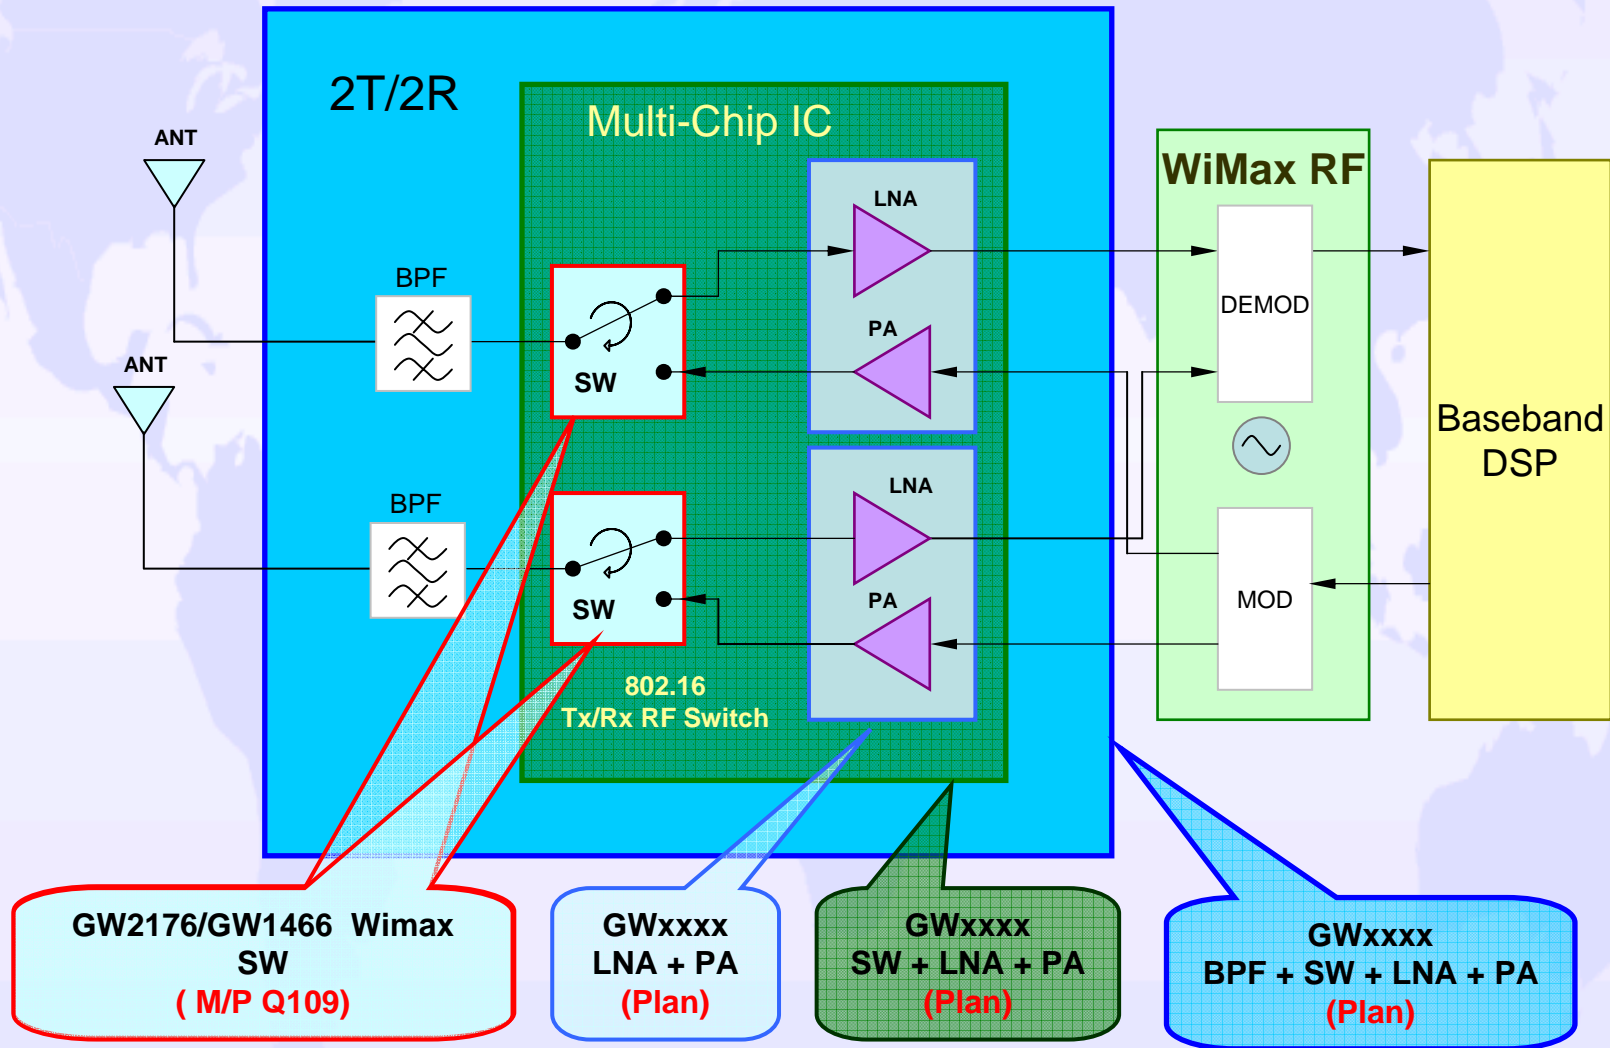 2T/2R
Multi-Chip IC
ANT
WiMax RF
LNA
BPF
DEMOD
PA
ANT
SW
Baseband
DSP
LNA
BPF
SW
PA
MOD
802.16
Tx/Rx RF Switch
GW2176/GW1466 Wimax
SW
( M/P Q109)
GWxxxx
LNA + PA
(Plan)
GWxxxx
SW + LNA + PA
(Plan)
GWxxxx
BPF + SW + LNA + PA
(Plan)